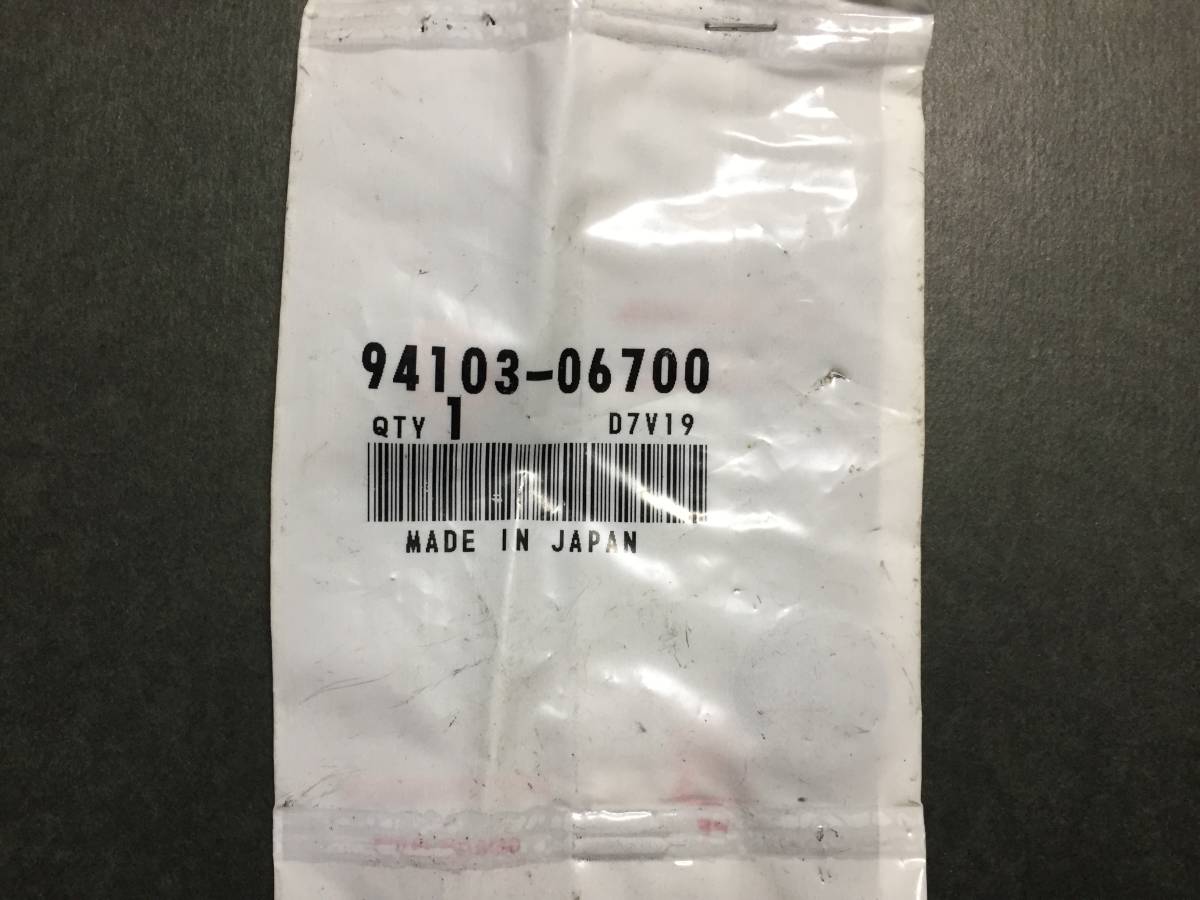 94103-06700
QTY 1 D7V19
MADE IN JAPAN